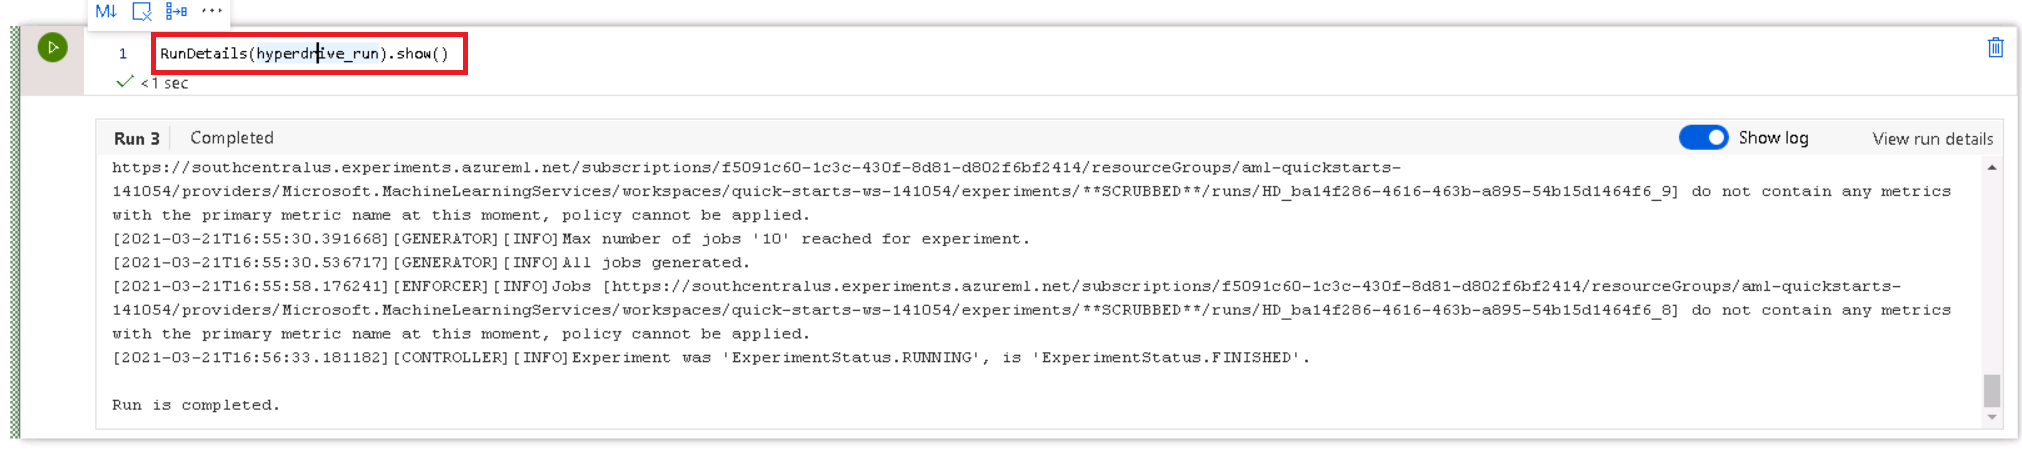 M↓
1 RunDetails(hyperdrive_run).show()
<1 sec
Run 3 Completed Show log View run details
https://southcentralus.experiments.azureml.net/subscriptions/f5091c60-1c3c-430f-8d81-d802f6bf2414/resourceGroups/aml-quickstarts-
141054/providers/Microsoft.MachineLearningServices/workspaces/quick-starts-ws-141054/experiments/**SCRUBBED**/runs/HD_ba14f286-4616-463b-a895-54b15d1464f6_9] do not contain any metrics
with the primary metric name at this moment, policy cannot be applied.
[2021-03-21T16:55:30.391668][GENERATOR][INFO]Max number of jobs '10' reached for experiment.
[2021-03-21T16:55:30.536717][GENERATOR][INFO]All jobs generated.
[2021-03-21T16:55:58.176241][ENFORCER][INFO]Jobs [https://southcentralus.experiments.azureml.net/subscriptions/f5091c60-1c3c-430f-8d81-d802f6bf2414/resourceGroups/aml-quickstarts-
141054/providers/Microsoft.MachineLearningServices/workspaces/quick-starts-ws-141054/experiments/**SCRUBBED**/runs/HD_ba14f286-4616-463b-a895-54b15d1464f6_8] do not contain any metrics
with the primary metric name at this moment, policy cannot be applied.
[2021-03-21T16:56:33.181182][CONTROLLER][INFO]Experiment was 'ExperimentStatus.RUNNING', is 'ExperimentStatus.FINISHED'.
Run is completed.